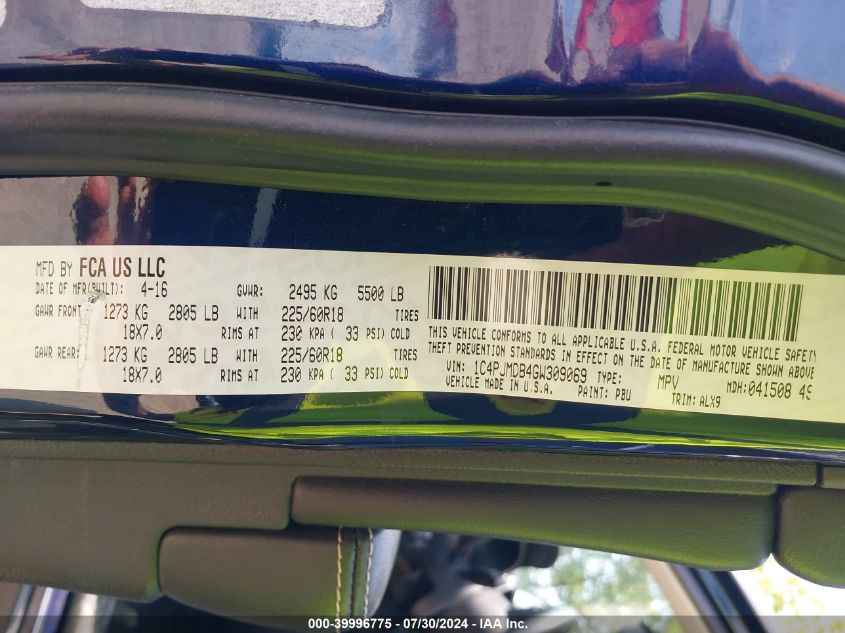 MFD BY FCA US LLC
DATE OF MFR(BUILT): 4-16 GVWR: 2495 KG 5500 LB
GAWR FRONT: 1273 KG 2805 LB WITH 225/60R18 TIRES
18X7.0 RIMS AT 230 KPA ( 33 PSI) COLD
GAWR REAR: 1273 KG 2805 LB WITH 225/60R18 TIRES
18X7.0 RIMS AT 230 KPA ( 33 PSI) COLD
THIS VEHICLE CONFORMS TO ALL APPLICABLE U.S.A. FEDERAL MOTOR VEHICLE SAFETY
THEFT PREVENTION STANDARDS IN EFFECT ON THE DATE OF MANUFACTURE SHOWN ABOVE
VIN: 1C4PJMDB4GW309069 TYPE: MPV MDH:041508 49
VEHICLE MADE IN U.S.A. PAINT: PBU TRIM: ALX9
000-39996775 - 07/30/2024 - IAA Inc.